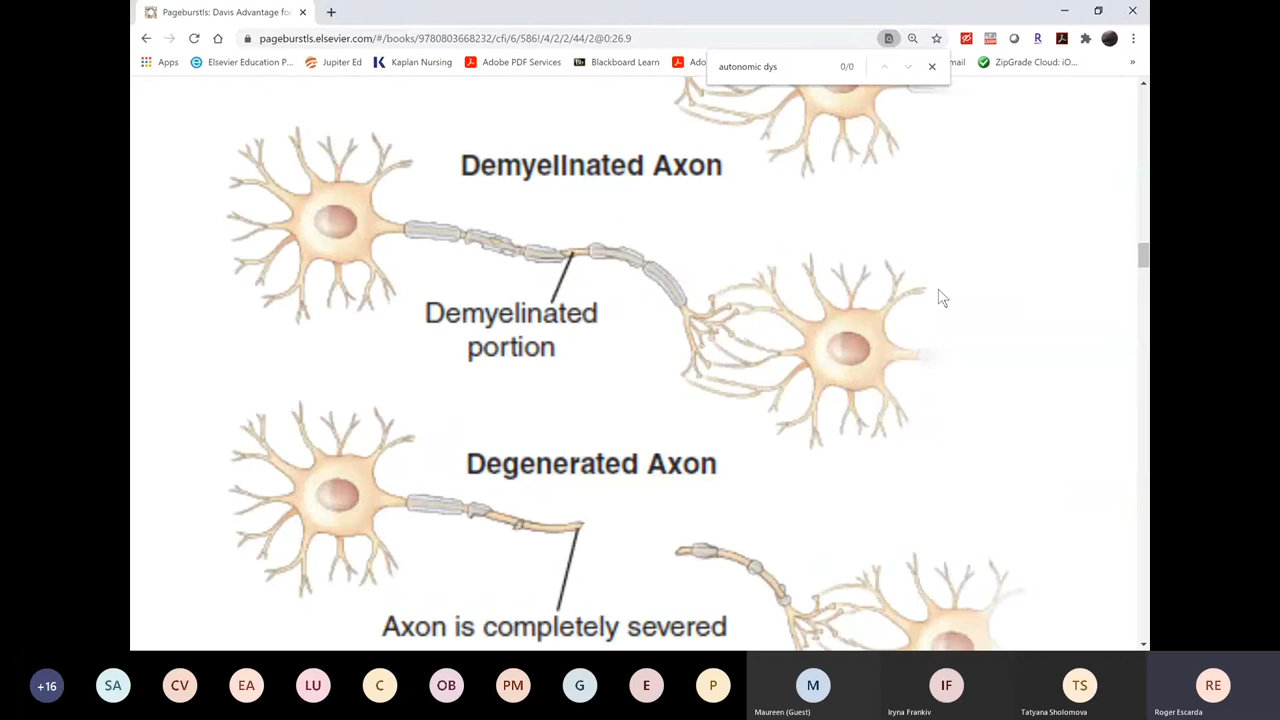 Pageburstls: Davis Advantage for
pageburstls.elsevier.com/#/books/9780803668232/cfi/6/586!/4/2/2/44/2@0:26.9
autonomic dys 0/0
Apps Elsevier Education P... Jupiter Ed Kaplan Nursing Adobe PDF Services Blackboard Learn Ado mail ZipGrade Cloud: iO... »
Demyelinated Axon
Demyelinated
portion
Degenerated Axon
Axon is completely severed
+16 SA CV EA LU C OB PM G E P M IF TS RE
Maureen (Guest) Iryna Frankiv Tatyana Sholomova Roger Escarda